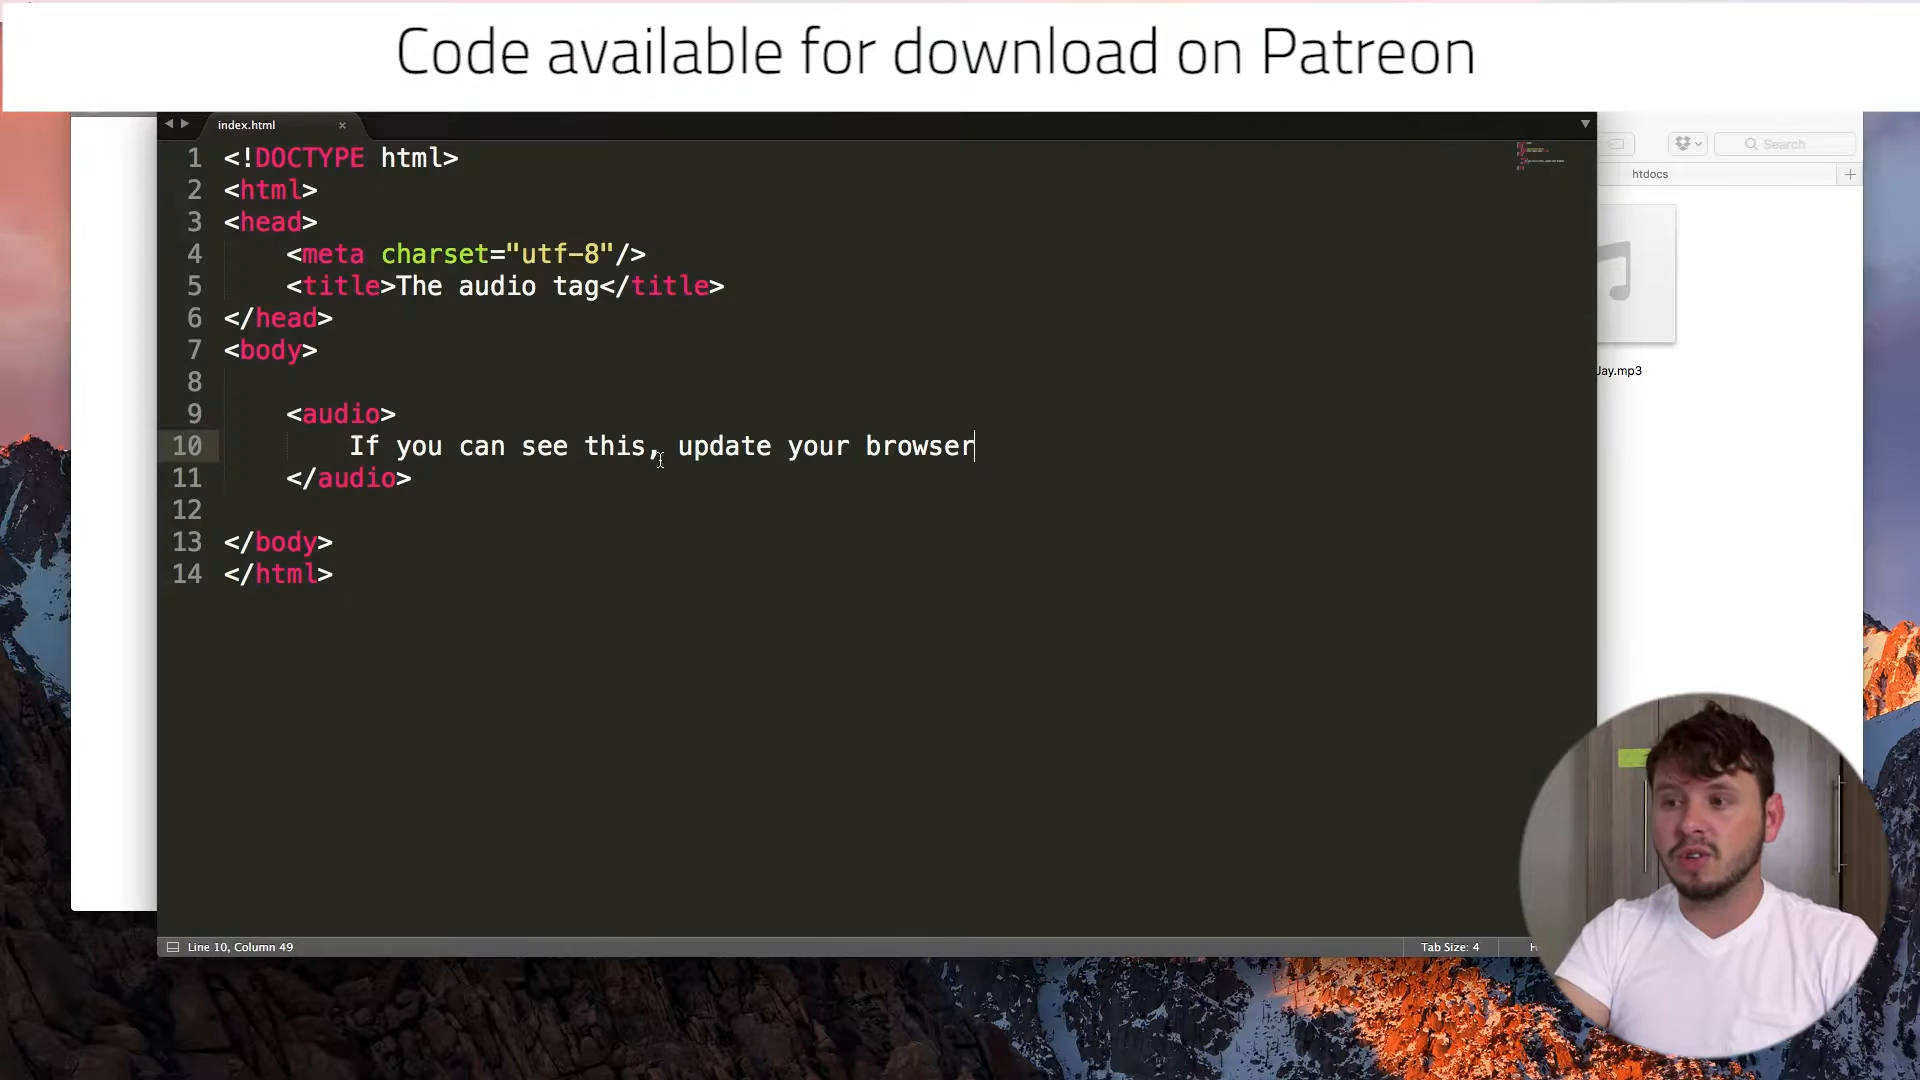 Code available for download on Patreon
index.html
Search
htdocs
1 <!DOCTYPE html>
2 <html>
3 <head>
4 <meta charset="utf-8"/>
5 <title>The audio tag</title>
6 </head>
7 <body>
8
9 <audio>
10 If you can see this, update your browser
11 </audio>
12
13 </body>
14 </html>
Jay.mp3
Line 10, Column 49
Tab Size: 4